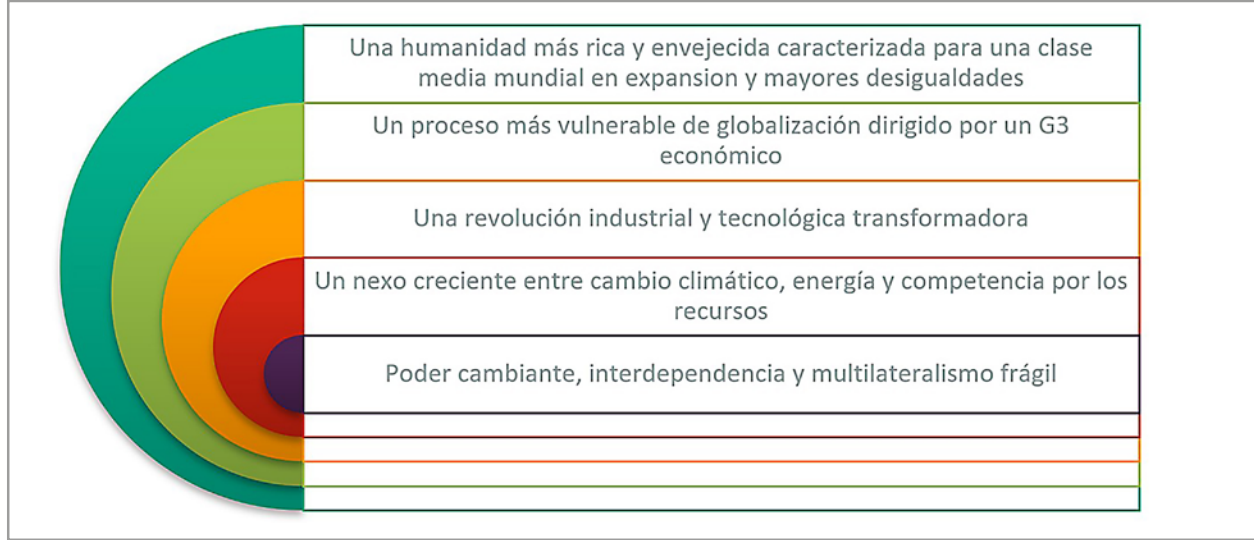 Una humanidad más rica y envejecida caracterizada para una clase
media mundial en expansion y mayores desigualdades
Un proceso más vulnerable de globalización dirigido por un G3
económico
Una revolución industrial y tecnológica transformadora
Un nexo creciente entre cambio climático, energía y competencia por los
recursos
Poder cambiante, interdependencia y multilateralismo frágil